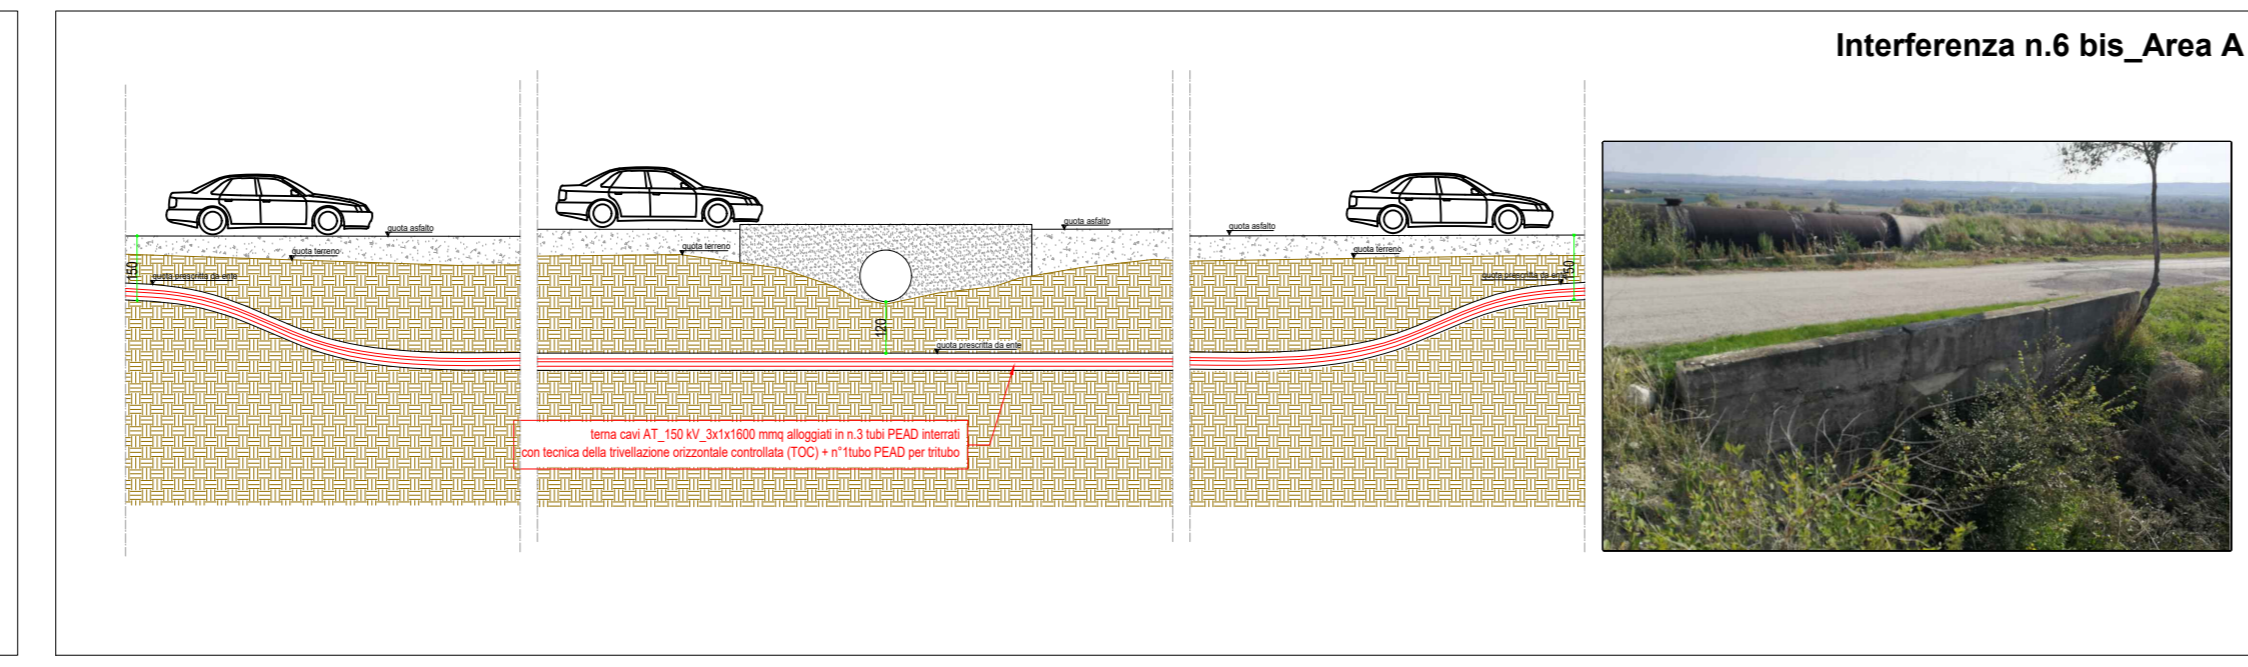 Interferenza n.6 bis_Area A
quota asfalto
quota terreno
150
quota prescritta da ente
quota asfalto
quota terreno
120
quota prescritta da ente
terna cavi AT_150 kV_3x1x1600 mmq alloggiati in n.3 tubi PEAD interrati
con tecnica della trivellazione orizzontale controllata (TOC) + n°1tubo PEAD per tritubo
quota asfalto
quota terreno
quota prescritta da ente
150